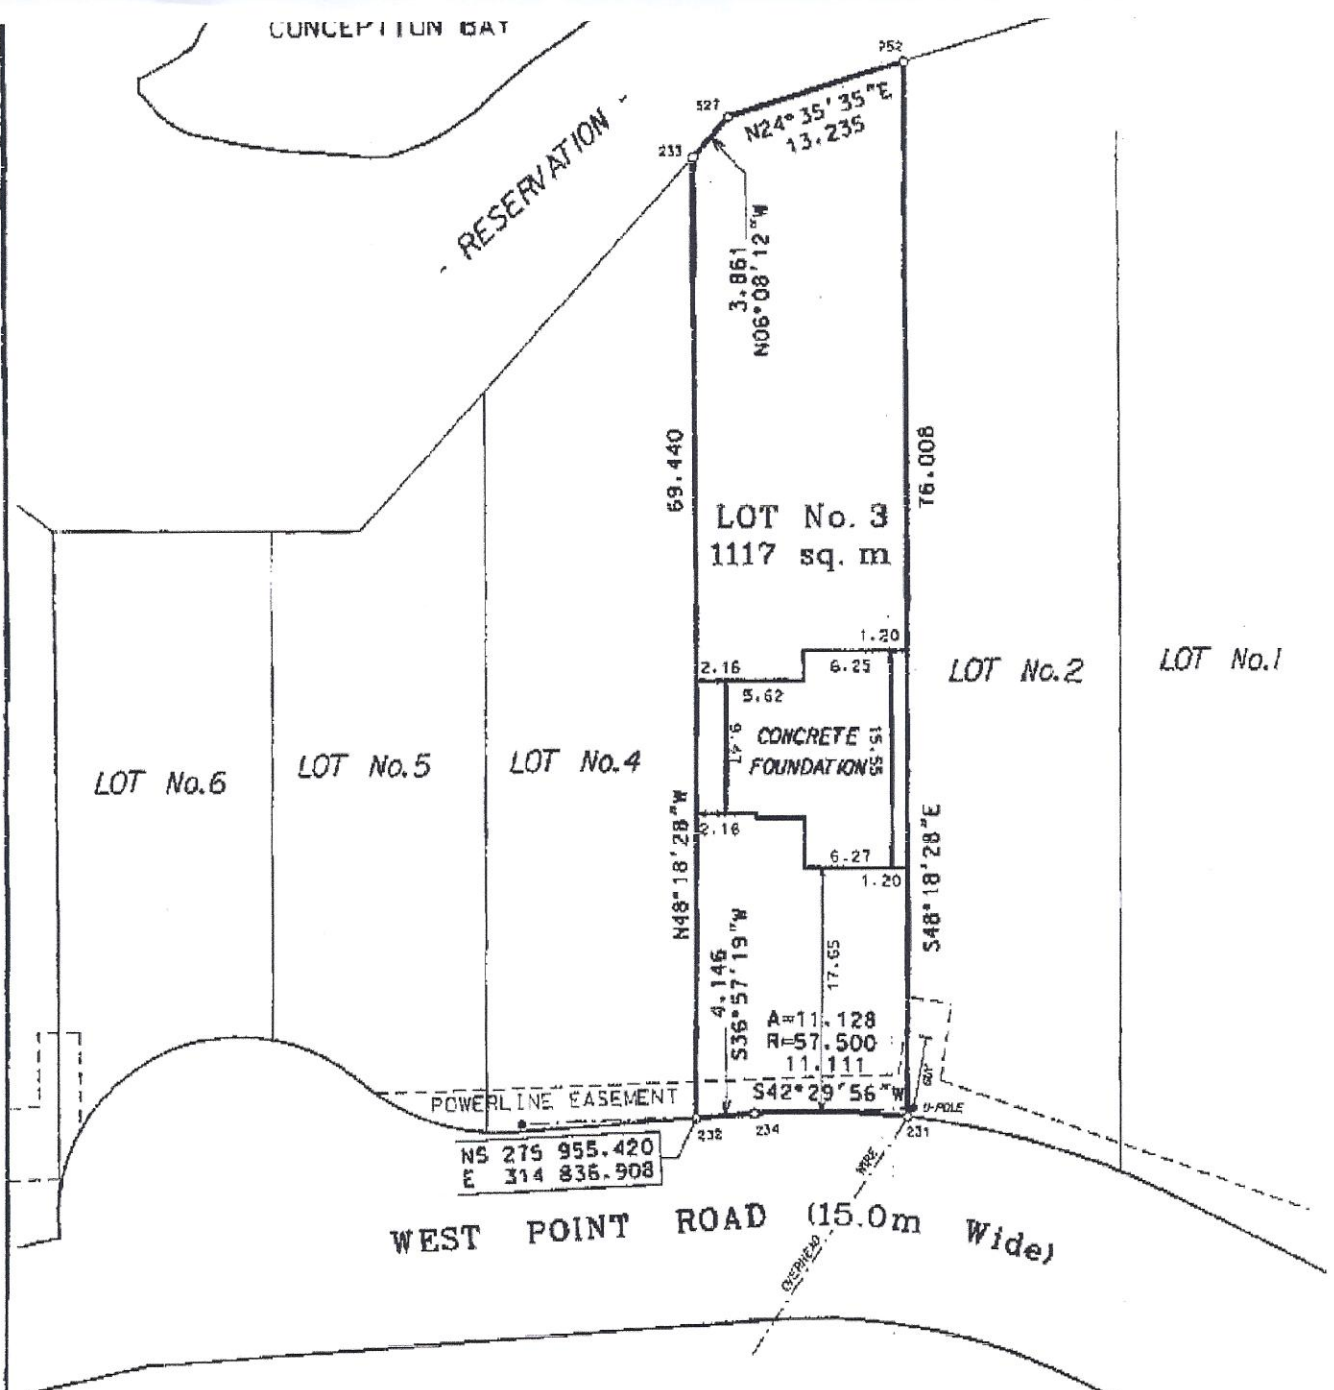 CONCEPTION BAY
- RESERVATION -
252
527
233
N24°35'35"E
13.235
3.861
N06°08'12"W
69.440
76.008
LOT No. 3
1117 sq. m
1.20
2.16
6.25
5.62
LOT No.2
LOT No.1
9.47
CONCRETE
FOUNDATION
15.55
LOT No.6
LOT No.5
LOT No.4
2.16
6.27
1.20
N48°18'28"W
S48°18'28"E
4.146
S36°57'19"W
17.65
A=11.128
R=57.500
11.111
S42°29'56"W
POWERLINE EASEMENT
GUY
U-POLE
232
234
231
NS 275 955.420
E 314 836.908
WEST POINT ROAD (15.0m Wide)
OVERHEAD WIRE